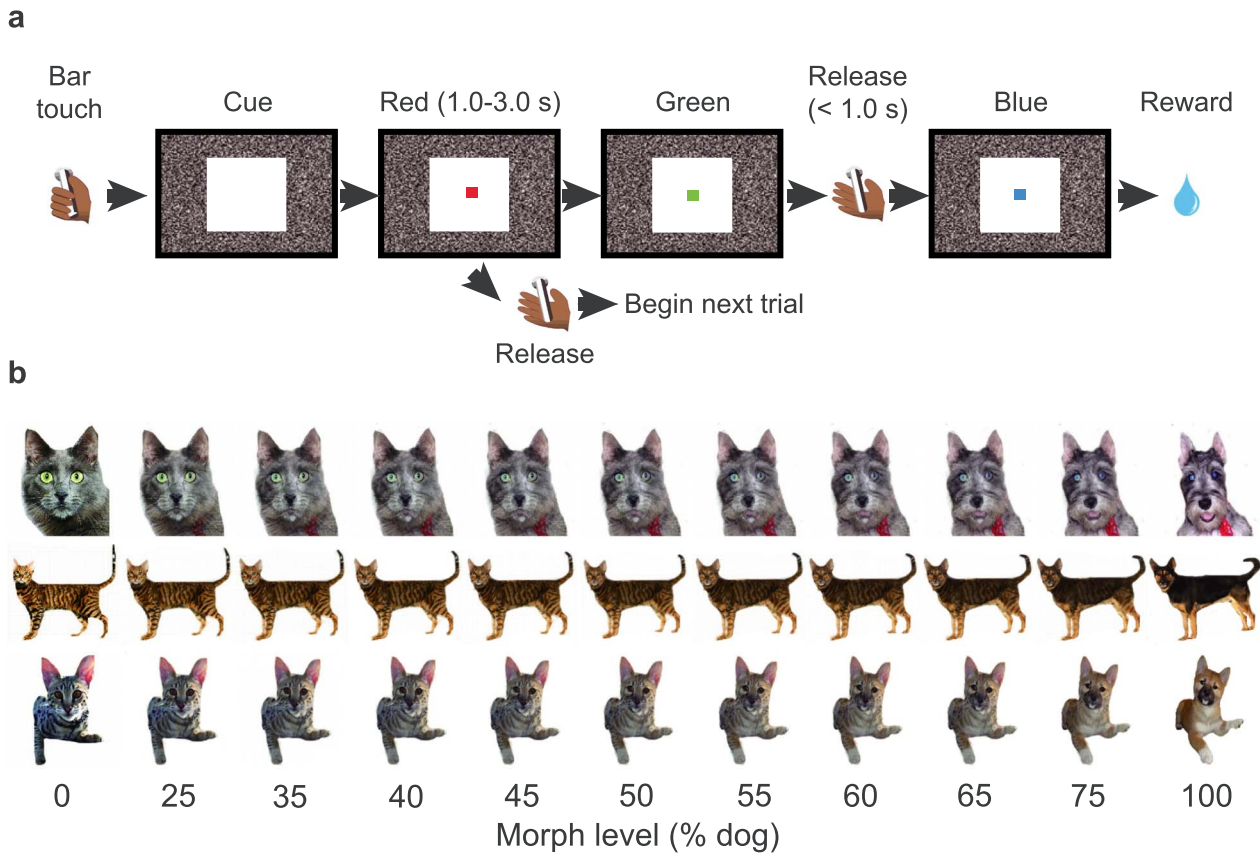 a
Bar
touch
Cue
Red (1.0-3.0 s)
Green
Release
(< 1.0 s)
Blue
Reward
Begin next trial
Release
b
0 25 35 40 45 50 55 60 65 75 100
Morph level (% dog)